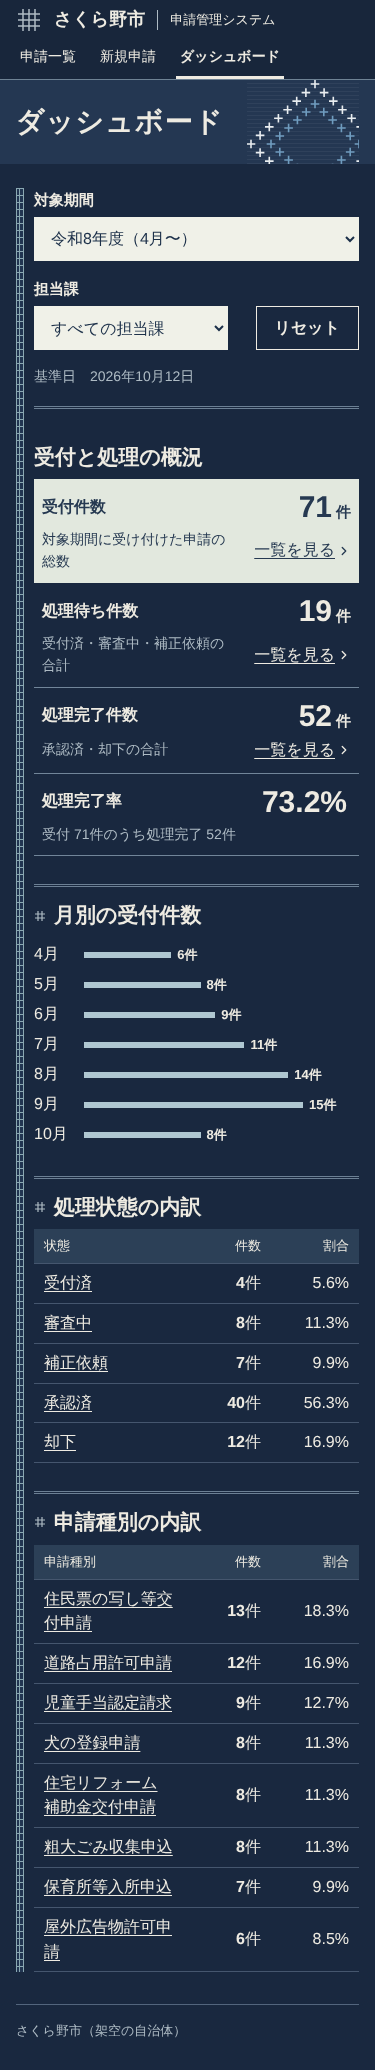 さくら野市 申請管理システム
申請一覧 新規申請 ダッシュボード
ダッシュボード
対象期間
令和8年度（4月〜）
担当課
すべての担当課 リセット
基準日 2026年10月12日
受付と処理の概況
受付件数 71 件
対象期間に受け付けた申請の
総数
一覧を見る
処理待ち件数 19 件
受付済・審査中・補正依頼の
合計
一覧を見る
処理完了件数 52 件
承認済・却下の合計 一覧を見る
処理完了率 73.2%
受付 71件のうち処理完了 52件
月別の受付件数
4月 6件
5月 8件
6月 9件
7月 11件
8月 14件
9月 15件
10月 8件
処理状態の内訳
状態 件数 割合
受付済 4件 5.6%
審査中 8件 11.3%
補正依頼 7件 9.9%
承認済 40件 56.3%
却下 12件 16.9%
申請種別の内訳
申請種別 件数 割合
住民票の写し等交
付申請
13件 18.3%
道路占用許可申請 12件 16.9%
児童手当認定請求 9件 12.7%
犬の登録申請 8件 11.3%
住宅リフォーム
補助金交付申請
8件 11.3%
粗大ごみ収集申込 8件 11.3%
保育所等入所申込 7件 9.9%
屋外広告物許可申
請
6件 8.5%
さくら野市（架空の自治体）